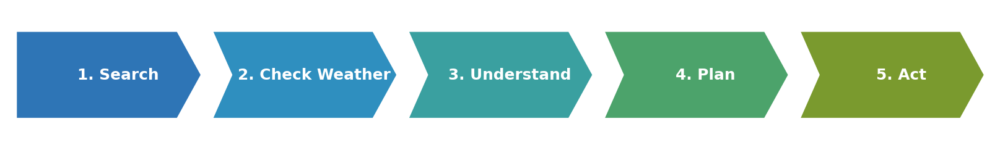 1. Search
2. Check Weather
3. Understand
4. Plan
5. Act